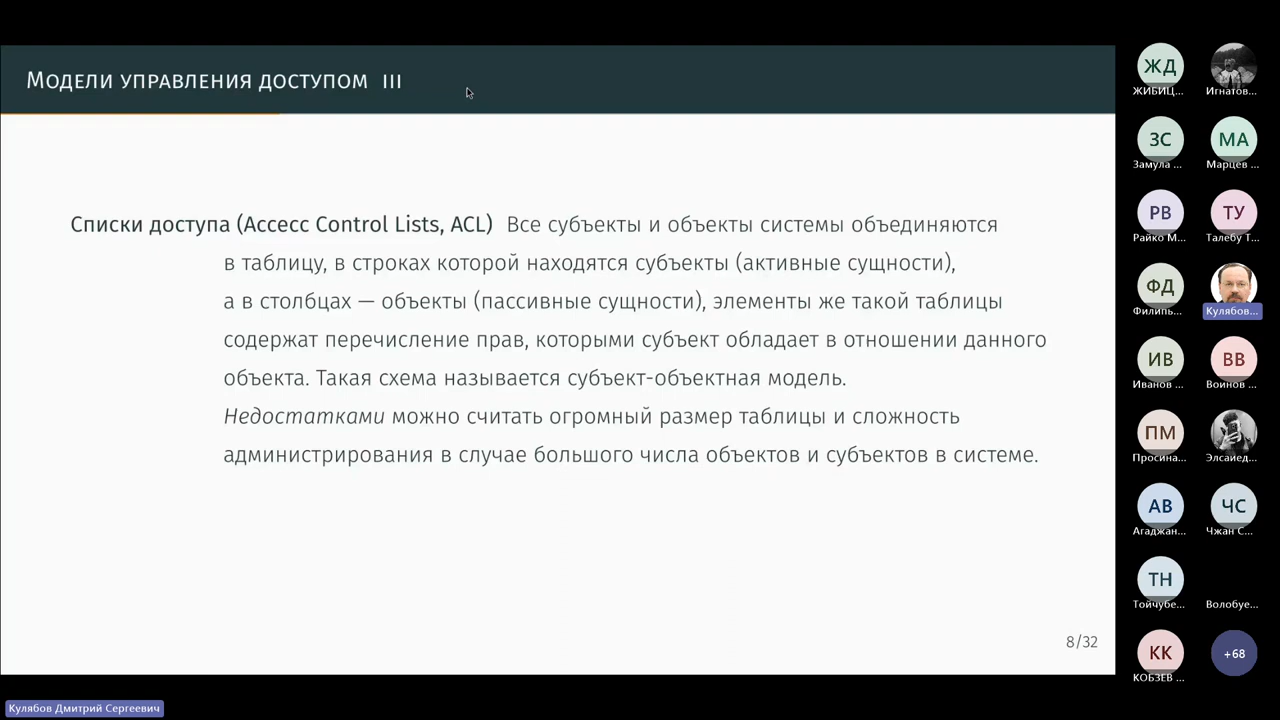 Модели управления доступом III
Списки доступа (Accecc Control Lists, ACL) Все субъекты и объекты системы объединяются
в таблицу, в строках которой находятся субъекты (активные сущности),
а в столбцах — объекты (пассивные сущности), элементы же такой таблицы
содержат перечисление прав, которыми субъект обладает в отношении данного
объекта. Такая схема называется субъект-объектная модель.
Недостатками можно считать огромный размер таблицы и сложность
администрирования в случае большого числа объектов и субъектов в системе.
8/32
Кулябов Дмитрий Сергеевич
ЖД
ЖИБИЦ...
Игнатов...
ЗС
Замула ...
МА
Марцев ...
РВ
Райко М...
ТУ
Талебу Т...
ФД
Филипь...
Кулябов...
ИВ
Иванов ...
ВВ
Воинов ...
ПМ
Просина...
Элсаиед...
АВ
Агаджан...
ЧС
Чжан С...
ТН
Тойчубе...
Волобуе...
КК
КОБЗЕВ ...
+68